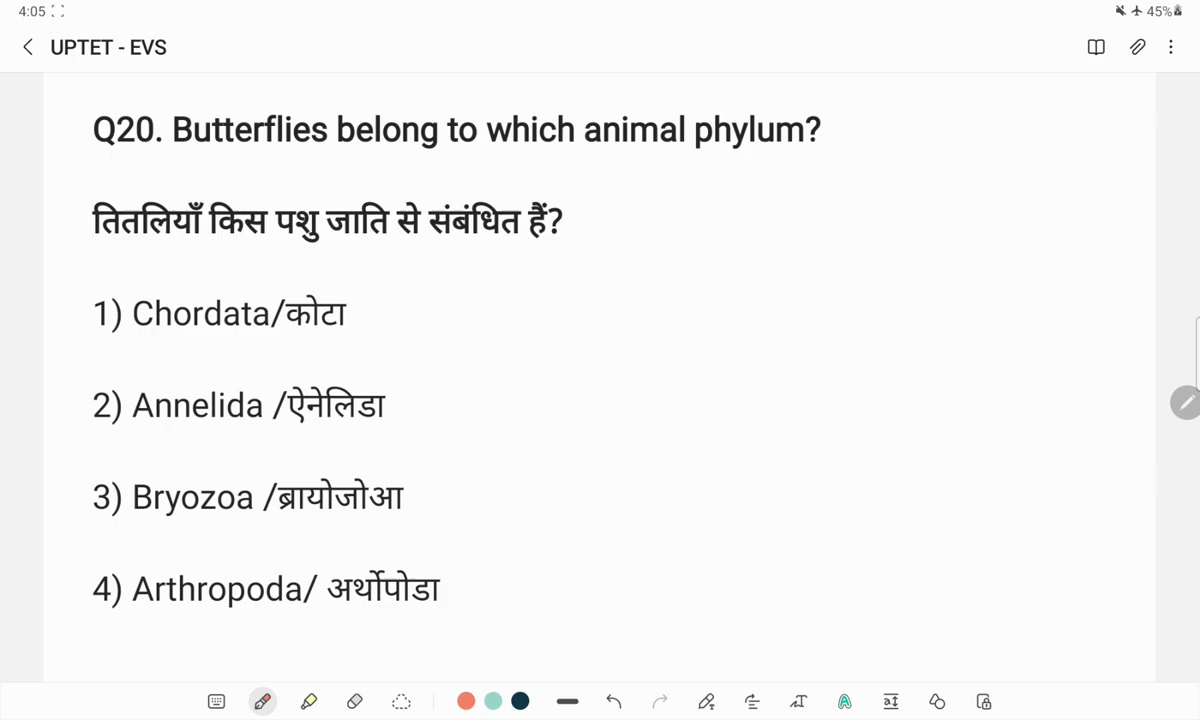 4:05
45%
UPTET - EVS
Q20. Butterflies belong to which animal phylum?
तितलियाँ किस पशु जाति से संबंधित हैं?
1) Chordata/कोटा
2) Annelida /ऐनेलिडा
3) Bryozoa /ब्रायोजोआ
4) Arthropoda/ अर्थोपोडा